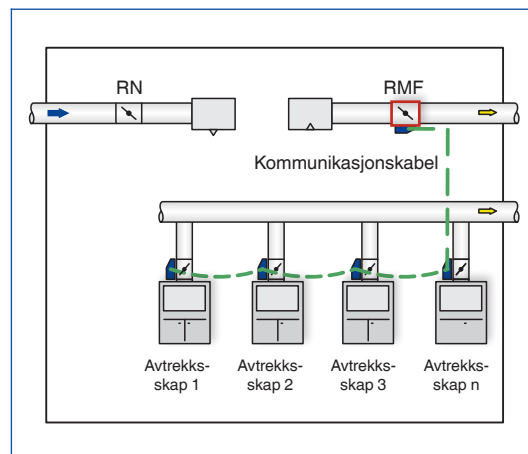 RN
RMF
Kommunikasjonskabel
Avtrekks-
skap 1
Avtrekks-
skap 2
Avtrekks-
skap 3
Avtrekks-
skap n